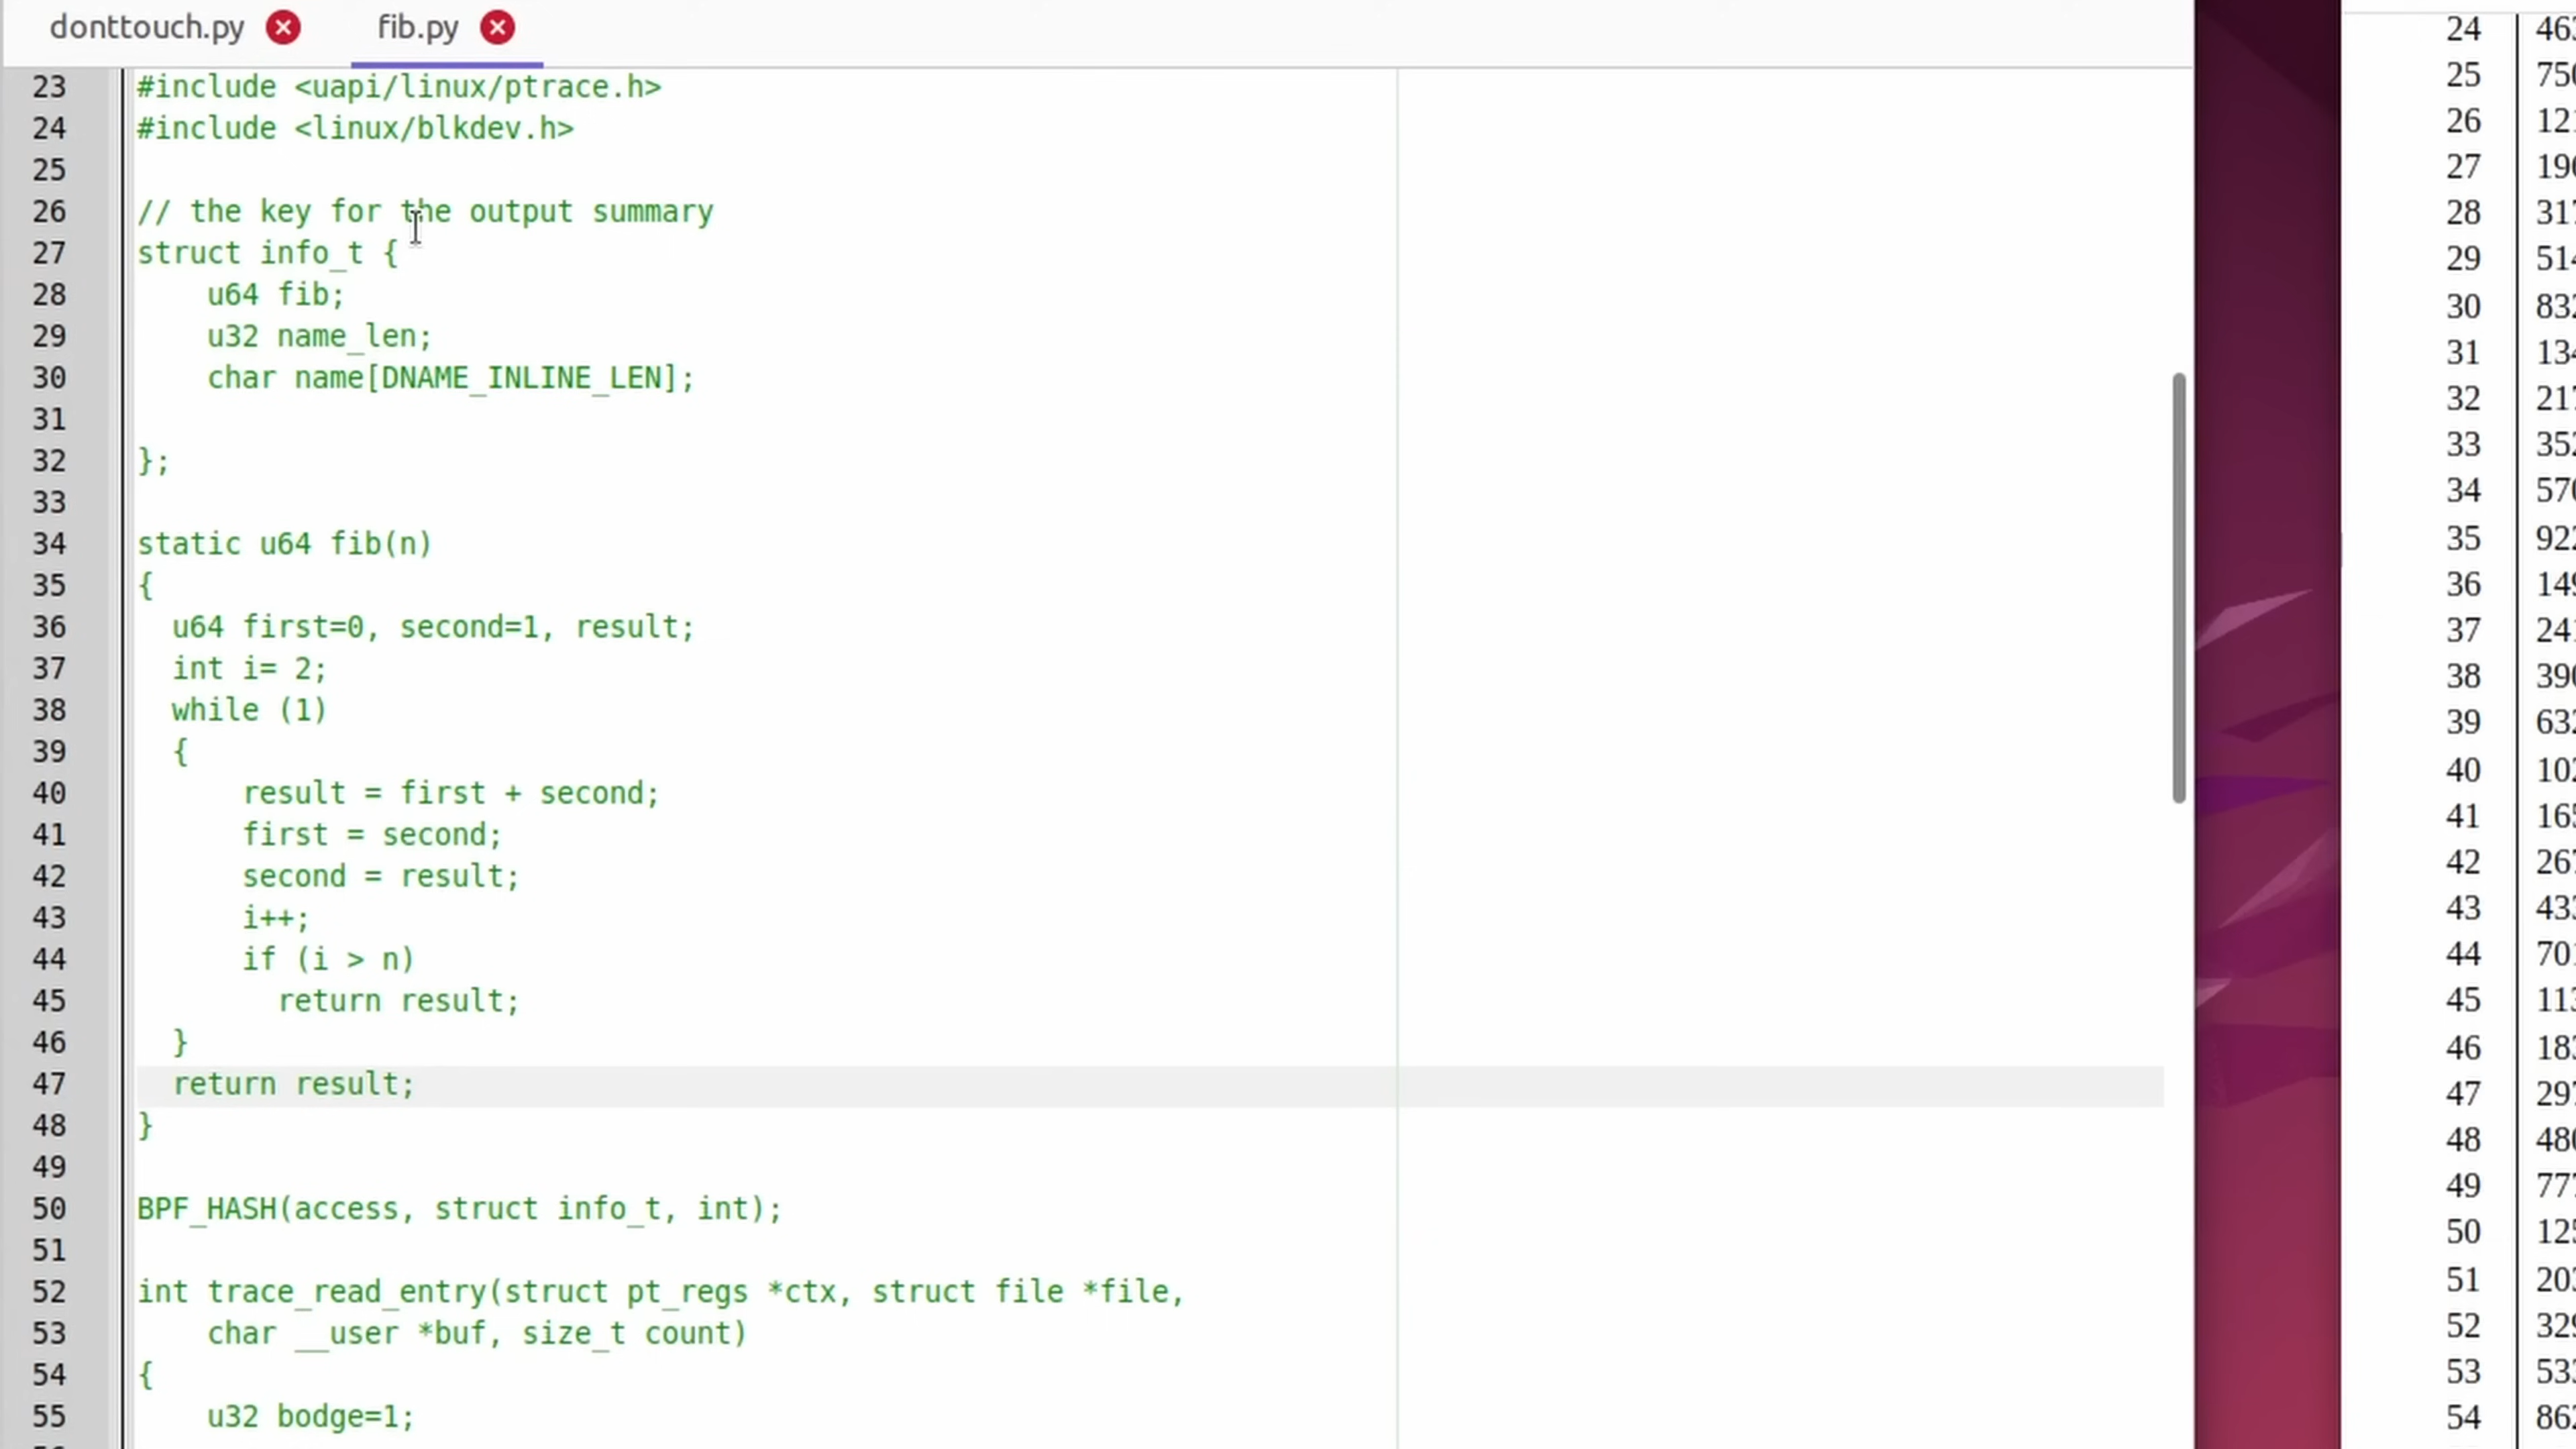 donttouch.py
fib.py
23 #include <uapi/linux/ptrace.h>
24 #include <linux/blkdev.h>
25
26 // the key for the output summary
27 struct info_t {
28 u64 fib;
29 u32 name_len;
30 char name[DNAME_INLINE_LEN];
31
32 };
33
34 static u64 fib(n)
35 {
36 u64 first=0, second=1, result;
37 int i= 2;
38 while (1)
39 {
40 result = first + second;
41 first = second;
42 second = result;
43 i++;
44 if (i > n)
45 return result;
46 }
47 return result;
48 }
49
50 BPF_HASH(access, struct info_t, int);
51
52 int trace_read_entry(struct pt_regs *ctx, struct file *file,
53 char __user *buf, size_t count)
54 {
55 u32 bodge=1;
24
25
26
27
28
29
30
31
32
33
34
35
36
37
38
39
40
41
42
43
44
45
46
47
48
49
50
51
52
53
54